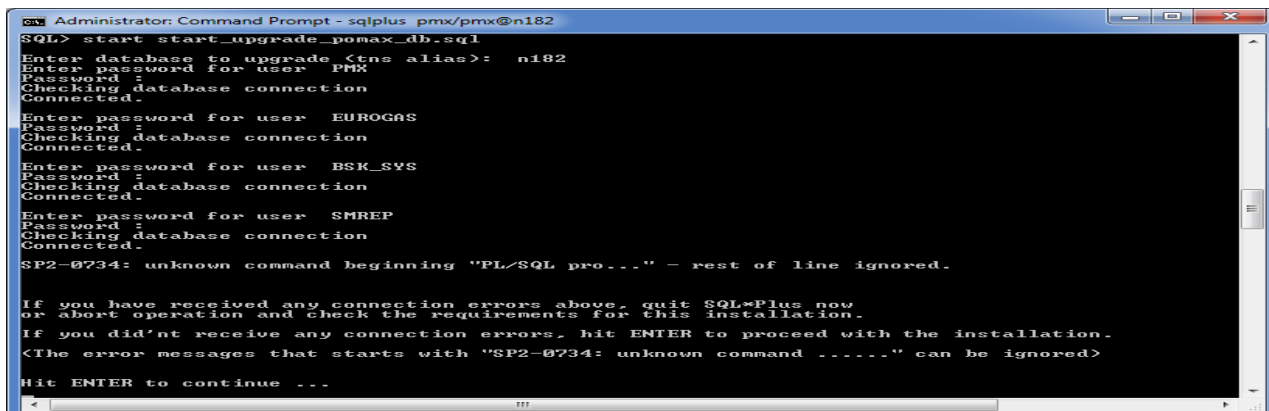 Administrator: Command Prompt - sqlplus pmx/pmx@n182
SQL> start start_upgrade_pomax_db.sql
Enter database to upgrade (tns alias): n182
Enter password for user PMX
Password :
Checking database connection
Connected.
Enter password for user EUROGAS
Password :
Checking database connection
Connected.
Enter password for user BSK_SYS
Password :
Checking database connection
Connected.
Enter password for user SMREP
Password :
Checking database connection
Connected.
SP2-0734: unknown command beginning "PL/SQL pro..." - rest of line ignored.
If you have received any connection errors above, quit SQL*Plus now
or abort operation and check the requirements for this installation.
If you did'nt receive any connection errors, hit ENTER to proceed with the installation.
(The error messages that starts with "SP2-0734: unknown command ......" can be ignored)
Hit ENTER to continue ...